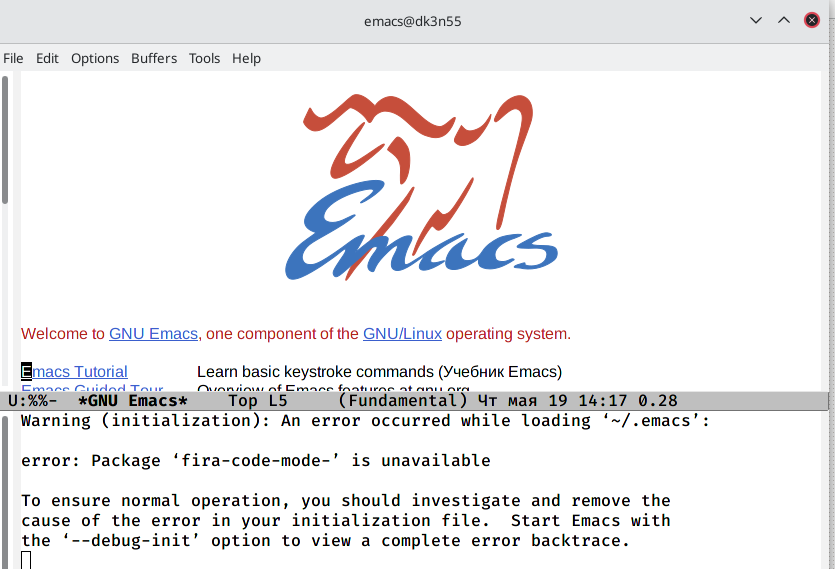 emacs@dk3n55
File Edit Options Buffers Tools Help
Emacs
Welcome to GNU Emacs, one component of the GNU/Linux operating system.
Emacs Tutorial Learn basic keystroke commands (Учебник Emacs)
Emacs Guided Tour Overview of Emacs features at gnu.org
U:%%- *GNU Emacs* Top L5 (Fundamental) Чт мая 19 14:17 0.28
Warning (initialization): An error occurred while loading ‘~/.emacs’:
error: Package ‘fira-code-mode-’ is unavailable
To ensure normal operation, you should investigate and remove the
cause of the error in your initialization file. Start Emacs with
the ‘--debug-init’ option to view a complete error backtrace.